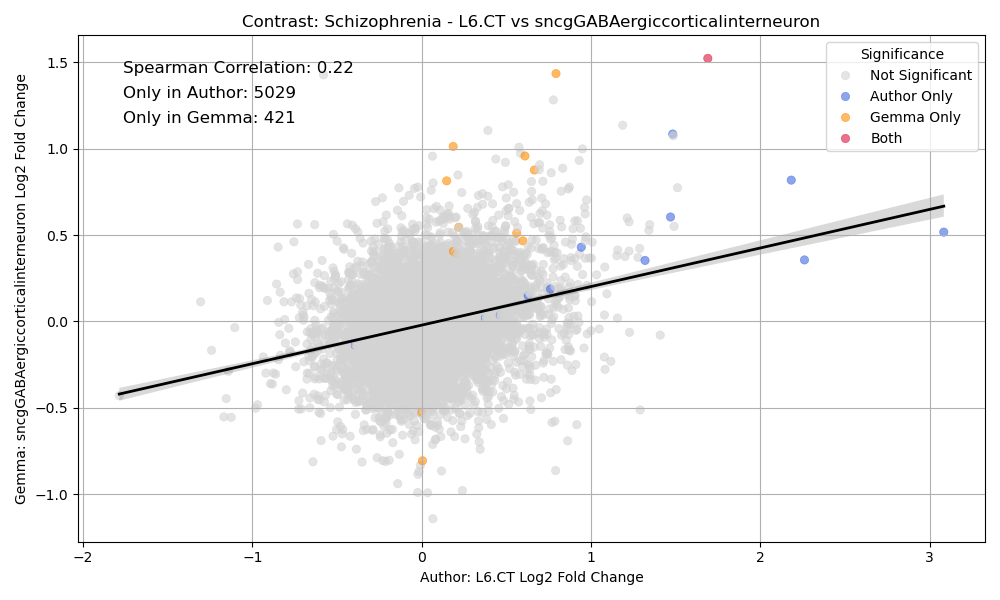 Contrast: Schizophrenia - L6.CT vs sncgGABAergiccorticalinterneuron
Spearman Correlation: 0.22
Only in Author: 5029
Only in Gemma: 421
Significance
Not Significant
Author Only
Gemma Only
Both
Gemma: sncgGABAergiccorticalinterneuron Log2 Fold Change
1.5
1.0
0.5
0.0
−0.5
−1.0
−2
−1
0
1
2
3
Author: L6.CT Log2 Fold Change